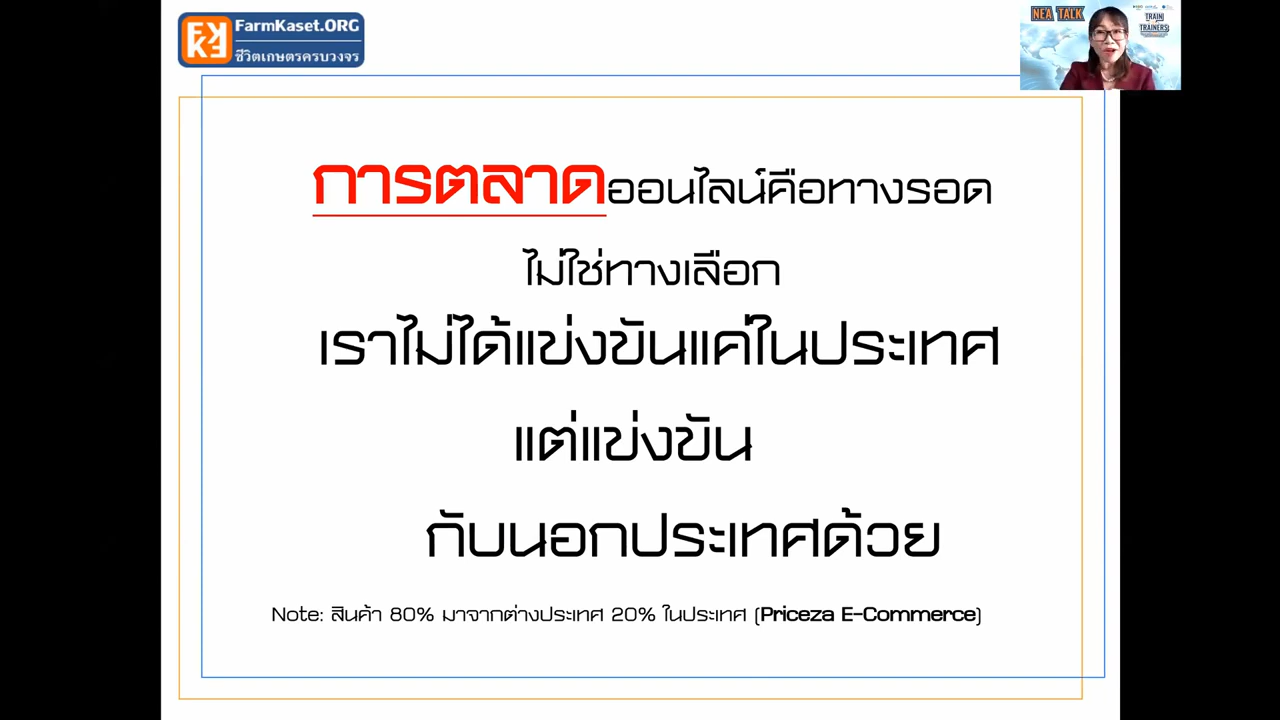 FarmKaset.ORG
ชีวิตเกษตรครบวงจร
NEA TALK
TRAIN
TRAINERS
การตลาดออนไลน์คือทางรอด
ไม่ใช่ทางเลือก
เราไม่ได้แข่งขันแค่ในประเทศ
แต่แข่งขัน
กับนอกประเทศด้วย
Note: สินค้า 80% มาจากต่างประเทศ 20% ในประเทศ (Priceza E-Commerce)